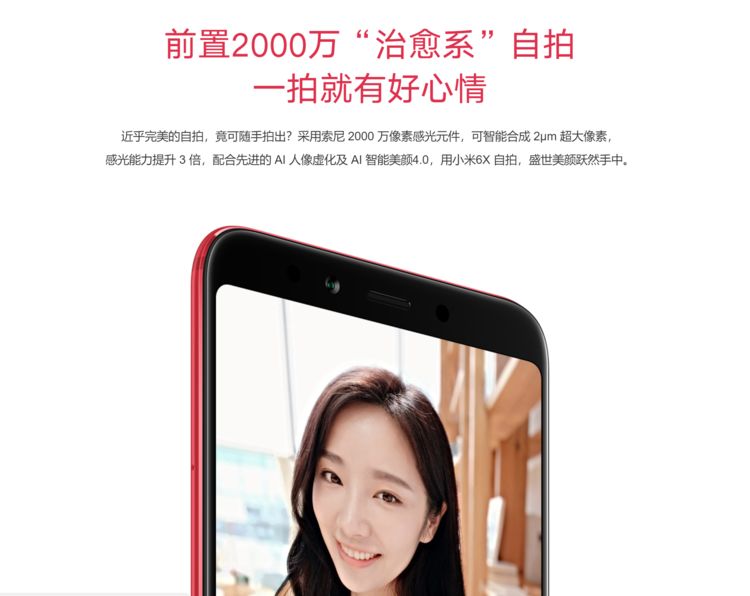 前置2000万“治愈系”自拍
一拍就有好心情
近乎完美的自拍，竟可随手拍出？采用索尼 2000 万像素感光元件，可智能合成 2μm 超大像素，
感光能力提升 3 倍，配合先进的 AI 人像虚化及 AI 智能美颜4.0，用小米6X 自拍，盛世美颜跃然手中。